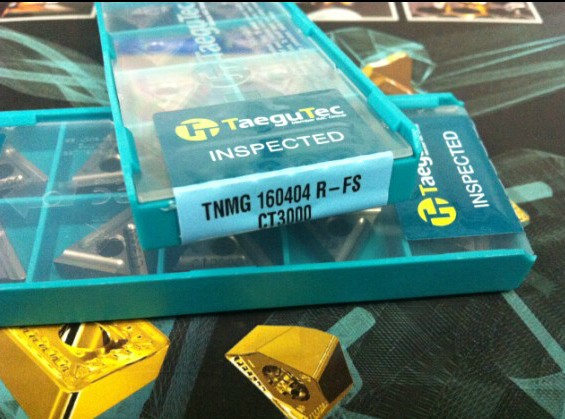 TaeguTec
TaeguTec
INSPECTED
TNMG 160404 R-FS
CT3000
TaeguTec
INSPECTED